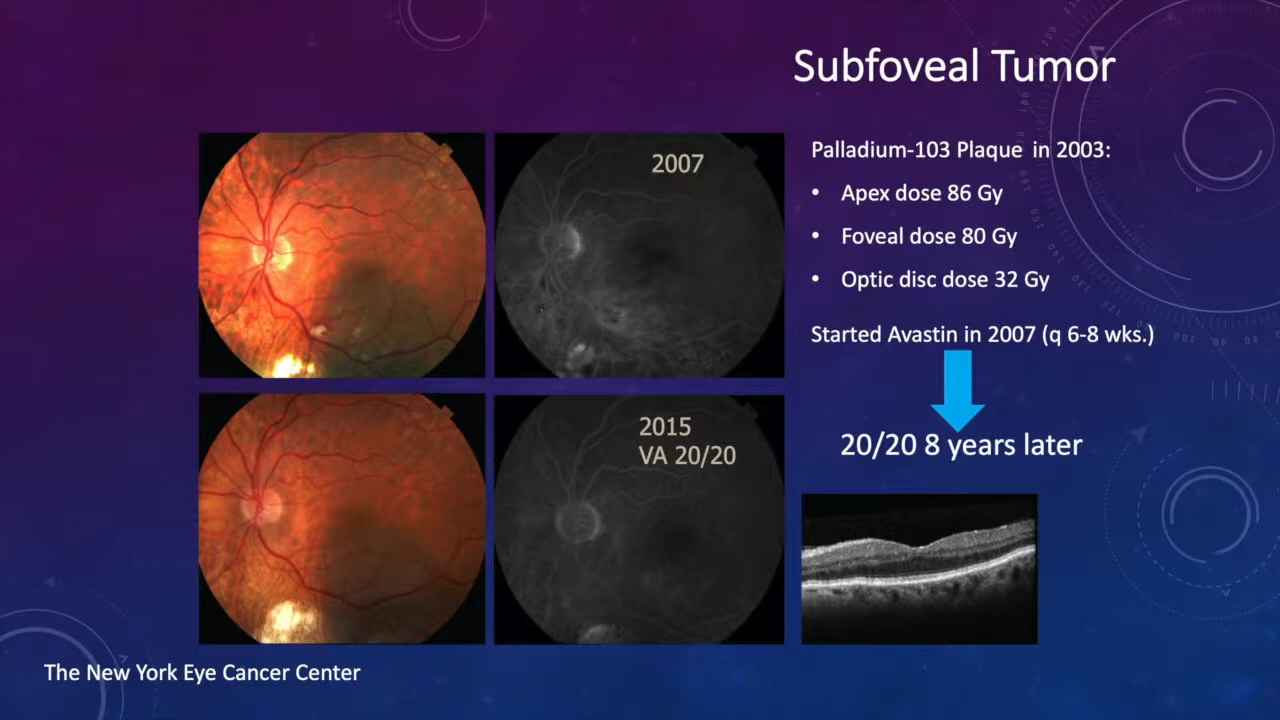 Subfoveal Tumor
2007
Palladium-103 Plaque in 2003:
• Apex dose 86 Gy
• Foveal dose 80 Gy
• Optic disc dose 32 Gy
Started Avastin in 2007 (q 6-8 wks.)
2015
VA 20/20
20/20 8 years later
The New York Eye Cancer Center